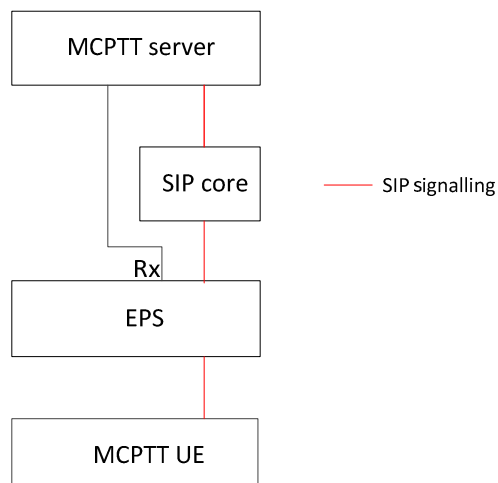 MCPTT server
SIP core
SIP signalling
Rx
EPS
MCPTT UE